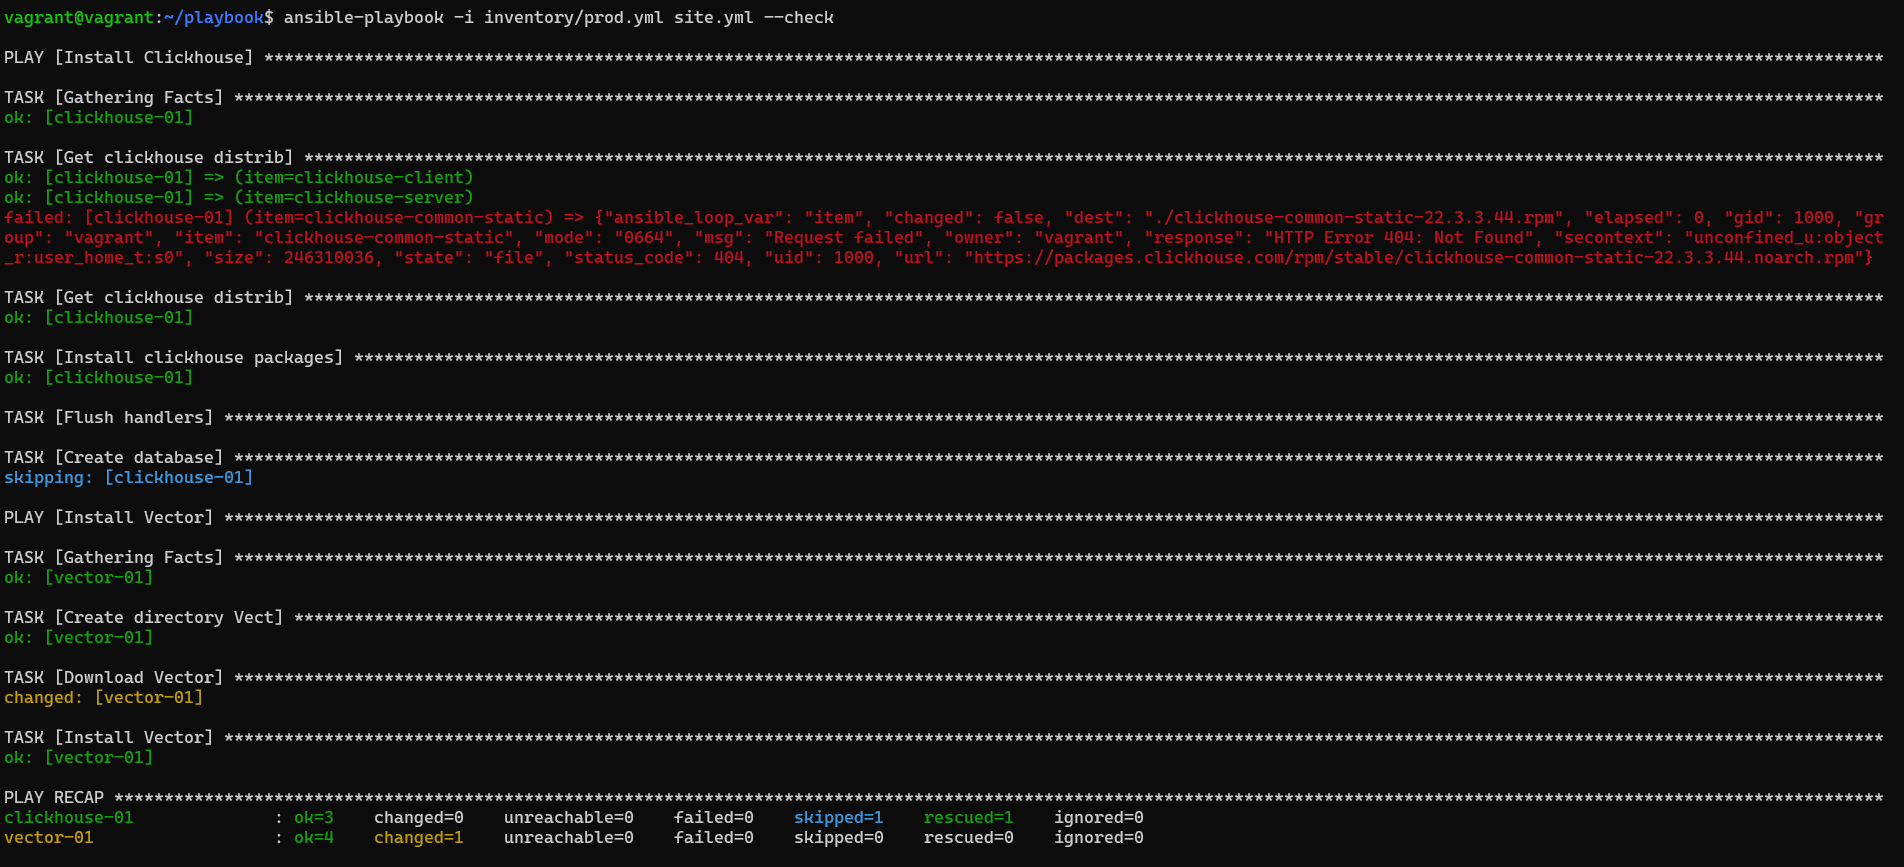 vagrant@vagrant:~/playbook$ ansible-playbook -i inventory/prod.yml site.yml --check
PLAY [Install Clickhouse] ******************************************************************************************************************************************************************
TASK [Gathering Facts] *********************************************************************************************************************************************************************
ok: [clickhouse-01]
TASK [Get clickhouse distrib] **************************************************************************************************************************************************************
ok: [clickhouse-01] => (item=clickhouse-client)
ok: [clickhouse-01] => (item=clickhouse-server)
failed: [clickhouse-01] (item=clickhouse-common-static) => {"ansible_loop_var": "item", "changed": false, "dest": "./clickhouse-common-static-22.3.3.44.rpm", "elapsed": 0, "gid": 1000, "gr
oup": "vagrant", "item": "clickhouse-common-static", "mode": "0664", "msg": "Request failed", "owner": "vagrant", "response": "HTTP Error 404: Not Found", "secontext": "unconfined_u:object
_r:user_home_t:s0", "size": 246310036, "state": "file", "status_code": 404, "uid": 1000, "url": "https://packages.clickhouse.com/rpm/stable/clickhouse-common-static-22.3.3.44.noarch.rpm"}
TASK [Get clickhouse distrib] **************************************************************************************************************************************************************
ok: [clickhouse-01]
TASK [Install clickhouse packages] *********************************************************************************************************************************************************
ok: [clickhouse-01]
TASK [Flush handlers] **********************************************************************************************************************************************************************
TASK [Create database] *********************************************************************************************************************************************************************
skipping: [clickhouse-01]
PLAY [Install Vector] **********************************************************************************************************************************************************************
TASK [Gathering Facts] *********************************************************************************************************************************************************************
ok: [vector-01]
TASK [Create directory Vect] ***************************************************************************************************************************************************************
ok: [vector-01]
TASK [Download Vector] *********************************************************************************************************************************************************************
changed: [vector-01]
TASK [Install Vector] **********************************************************************************************************************************************************************
ok: [vector-01]
PLAY RECAP *********************************************************************************************************************************************************************************
clickhouse-01              : ok=3    changed=0    unreachable=0    failed=0    skipped=1    rescued=1    ignored=0
vector-01                  : ok=4    changed=1    unreachable=0    failed=0    skipped=0    rescued=0    ignored=0